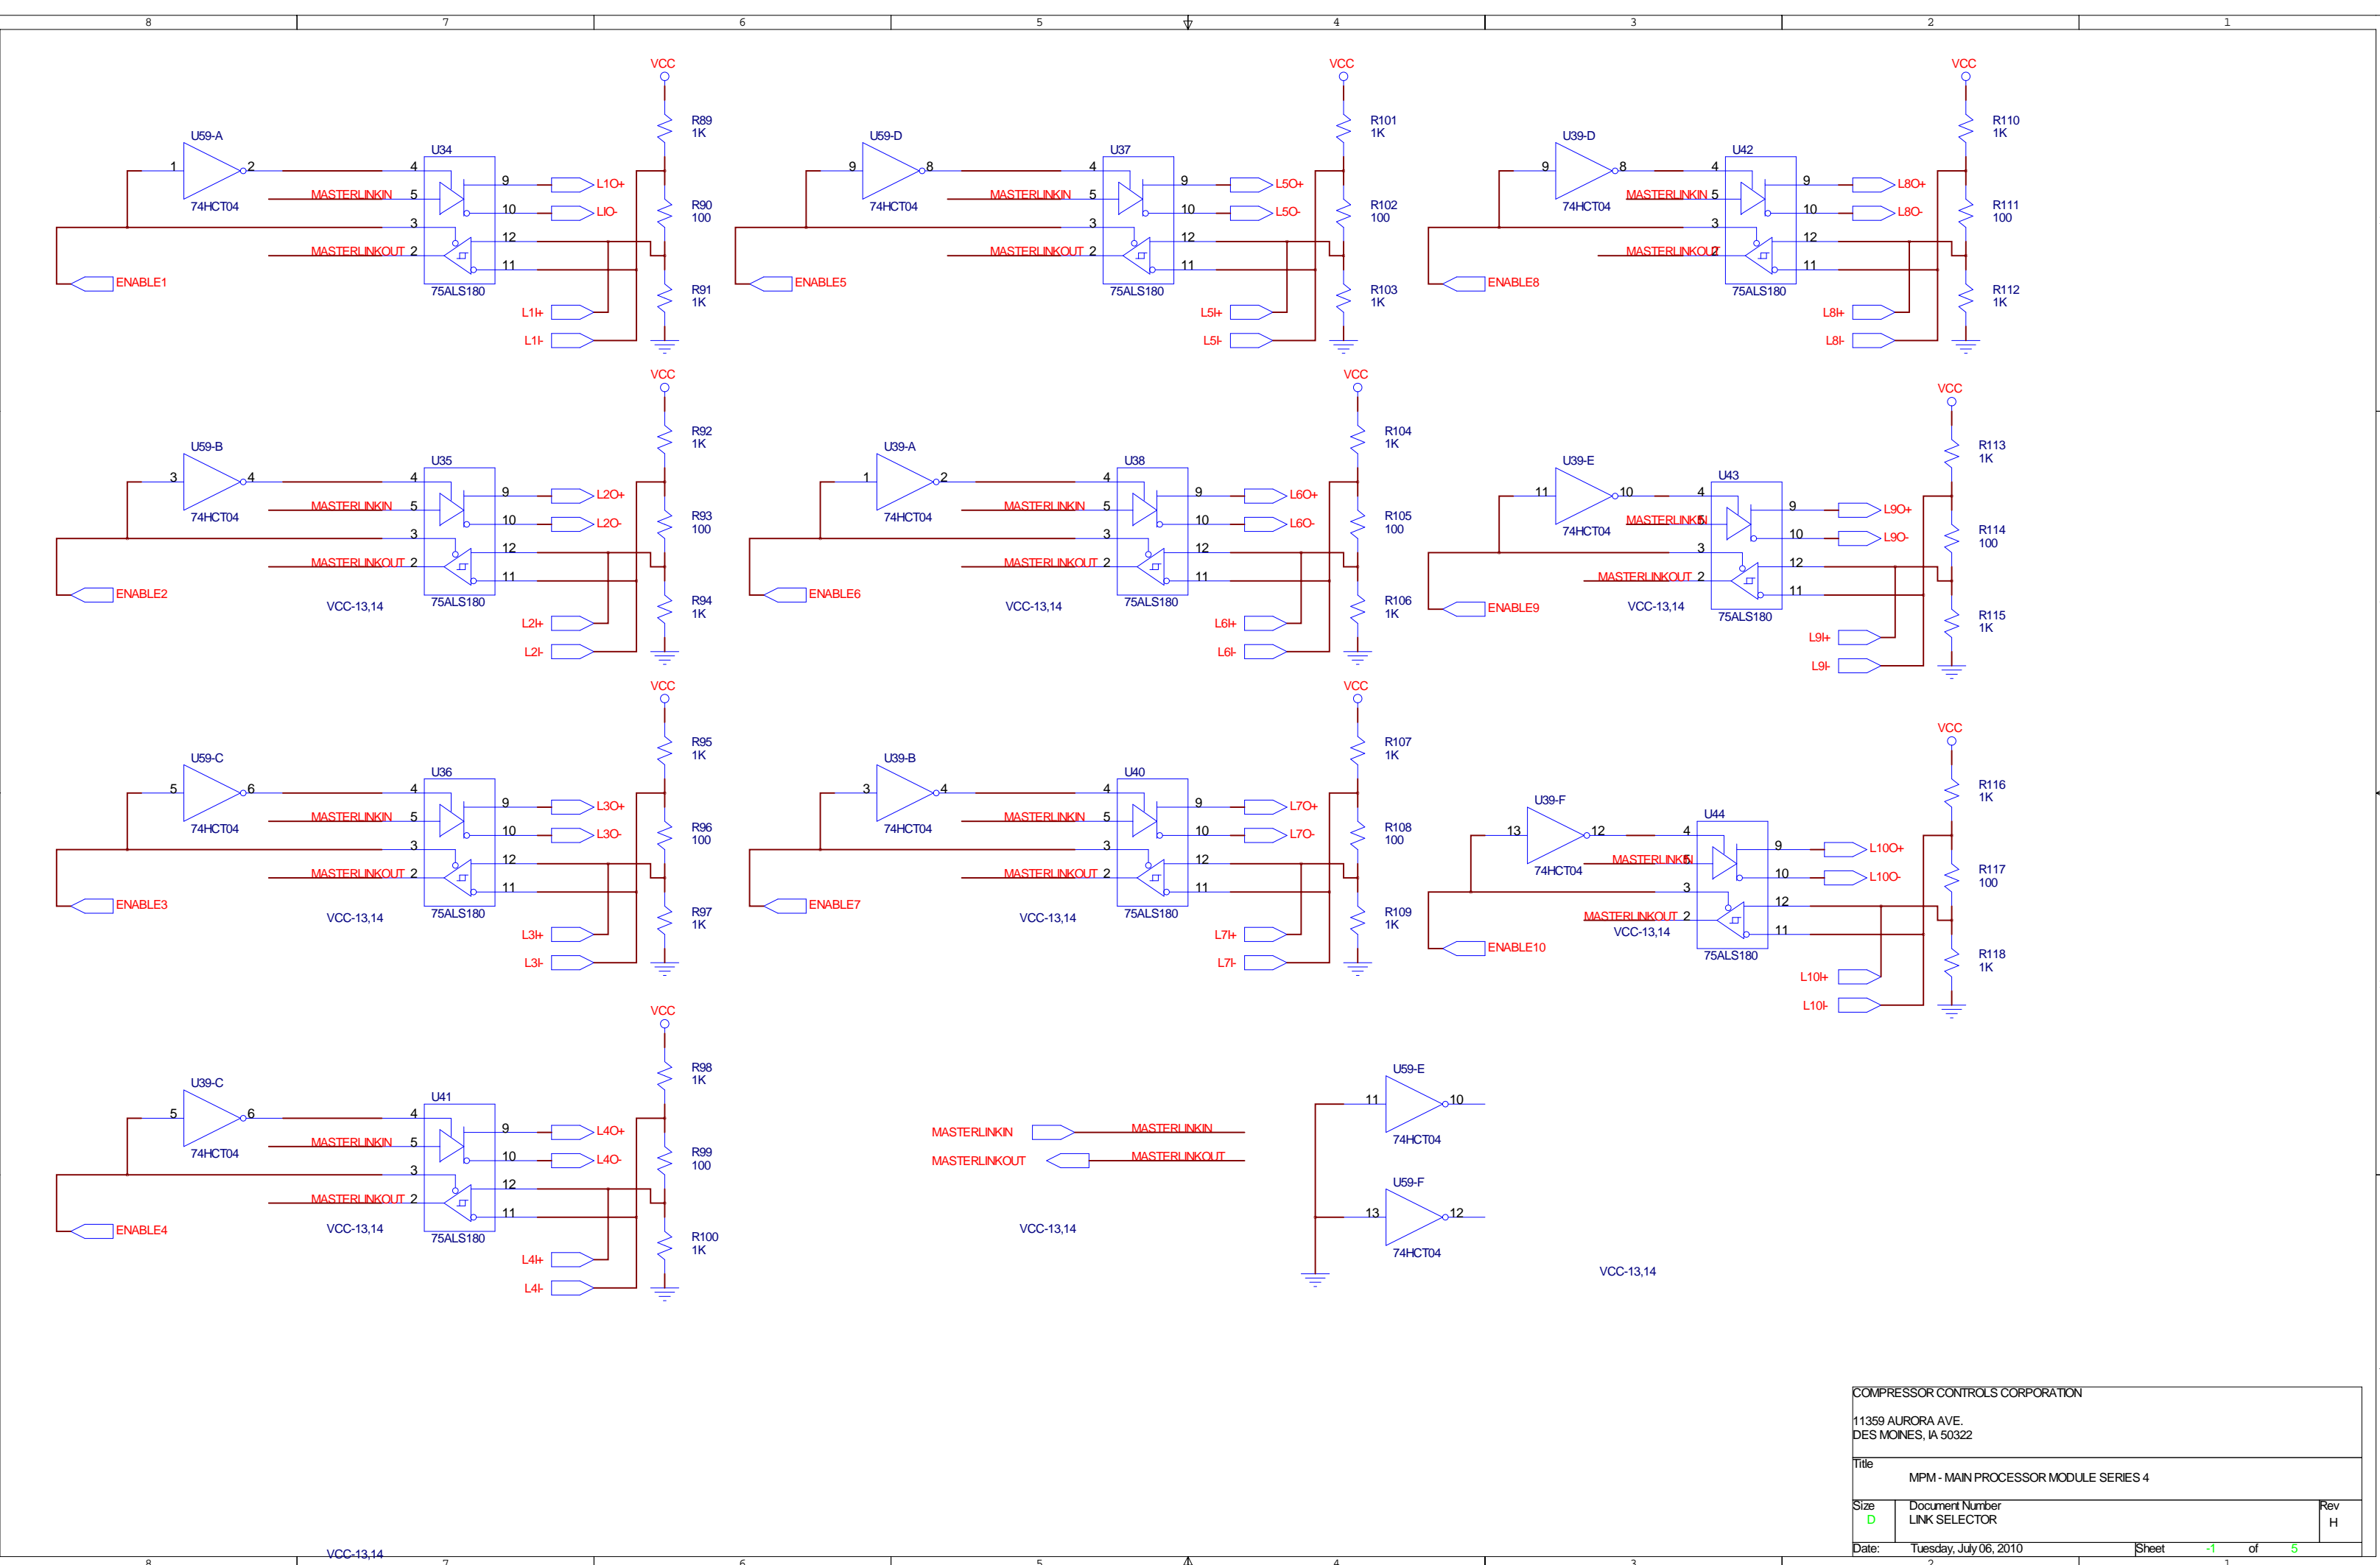 8 7 6 5 4 3 2 1
VCC
R89
1K
U59-A
1
2
74HCT04
U34
4
MASTERLINKIN 5
3
MASTERLINKOUT 2
9
L1O+
10
LIO-
12
11
75ALS180
R90
100
R91
1K
ENABLE1
L1I+
L1I-
VCC
R101
1K
U59-D
9
8
74HCT04
U37
4
MASTERLINKIN 5
3
MASTERLINKOUT 2
9
L5O+
10
L5O-
12
11
75ALS180
R102
100
R103
1K
ENABLE5
L5I+
L5I-
VCC
R110
1K
U39-D
9
8
74HCT04
U42
4
MASTERLINKIN 5
3
MASTERLINKOUT 2
9
L8O+
10
L8O-
12
11
75ALS180
R111
100
R112
1K
ENABLE8
L8I+
L8I-
VCC
R92
1K
U59-B
3
4
74HCT04
U35
4
MASTERLINKIN 5
3
MASTERLINKOUT 2
9
L2O+
10
L2O-
12
11
75ALS180
R93
100
R94
1K
ENABLE2
VCC-13,14
L2I+
L2I-
VCC
R104
1K
U39-A
1
2
74HCT04
U38
4
MASTERLINKIN 5
3
MASTERLINKOUT 2
9
L6O+
10
L6O-
12
11
75ALS180
R105
100
R106
1K
ENABLE6
VCC-13,14
L6I+
L6I-
VCC
R113
1K
U39-E
11
10
74HCT04
U43
4
MASTERLINKIN 5
3
MASTERLINKOUT 2
9
L9O+
10
L9O-
12
11
75ALS180
R114
100
R115
1K
ENABLE9
VCC-13,14
L9I+
L9I-
VCC
R95
1K
U59-C
5
6
74HCT04
U36
4
MASTERLINKIN 5
3
MASTERLINKOUT 2
9
L3O+
10
L3O-
12
11
75ALS180
R96
100
R97
1K
ENABLE3
VCC-13,14
L3I+
L3I-
VCC
R107
1K
U39-B
3
4
74HCT04
U40
4
MASTERLINKIN 5
3
MASTERLINKOUT 2
9
L7O+
10
L7O-
12
11
75ALS180
R108
100
R109
1K
ENABLE7
VCC-13,14
L7I+
L7I-
VCC
R116
1K
U39-F
13
12
74HCT04
U44
4
MASTERLINKIN 5
3
MASTERLINKOUT 2
9
L10O+
10
L10O-
12
11
75ALS180
R117
100
R118
1K
ENABLE10
VCC-13,14
L10I+
L10I-
VCC
R98
1K
U39-C
5
6
74HCT04
U41
4
MASTERLINKIN 5
3
MASTERLINKOUT 2
9
L4O+
10
L4O-
12
11
75ALS180
R99
100
R100
1K
ENABLE4
VCC-13,14
L4I+
L4I-
MASTERLINKIN MASTERLINKIN
MASTERLINKOUT MASTERLINKOUT
VCC-13,14
U59-E
11
10
74HCT04
U59-F
13
12
74HCT04
VCC-13,14
COMPRESSOR CONTROLS CORPORATION
11359 AURORA AVE.
DES MOINES, IA 50322
Title
MPM - MAIN PROCESSOR MODULE SERIES 4
Size
D
Document Number
LINK SELECTOR
Rev
H
Date: Tuesday, July 06, 2010 Sheet -1 of 5
VCC-13,14
8 7 6 5 4 3 2 1